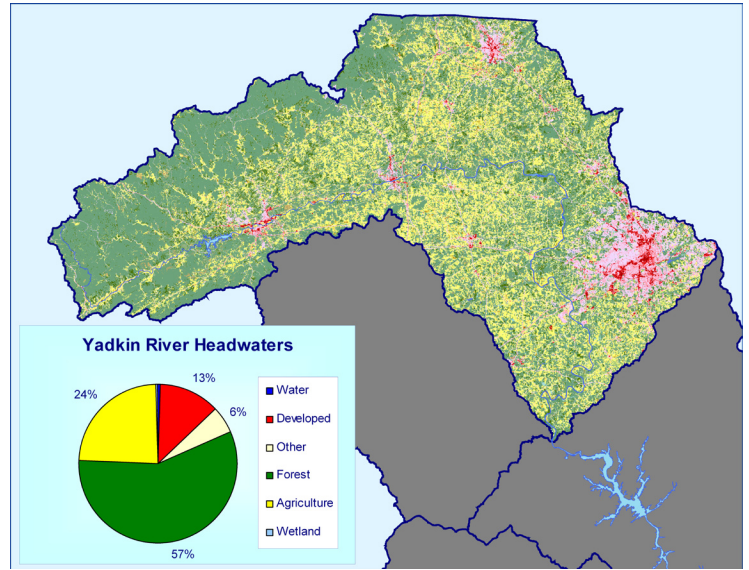 Yadkin River Headwaters
13%
24%
6%
57%
Water
Developed
Other
Forest
Agriculture
Wetland